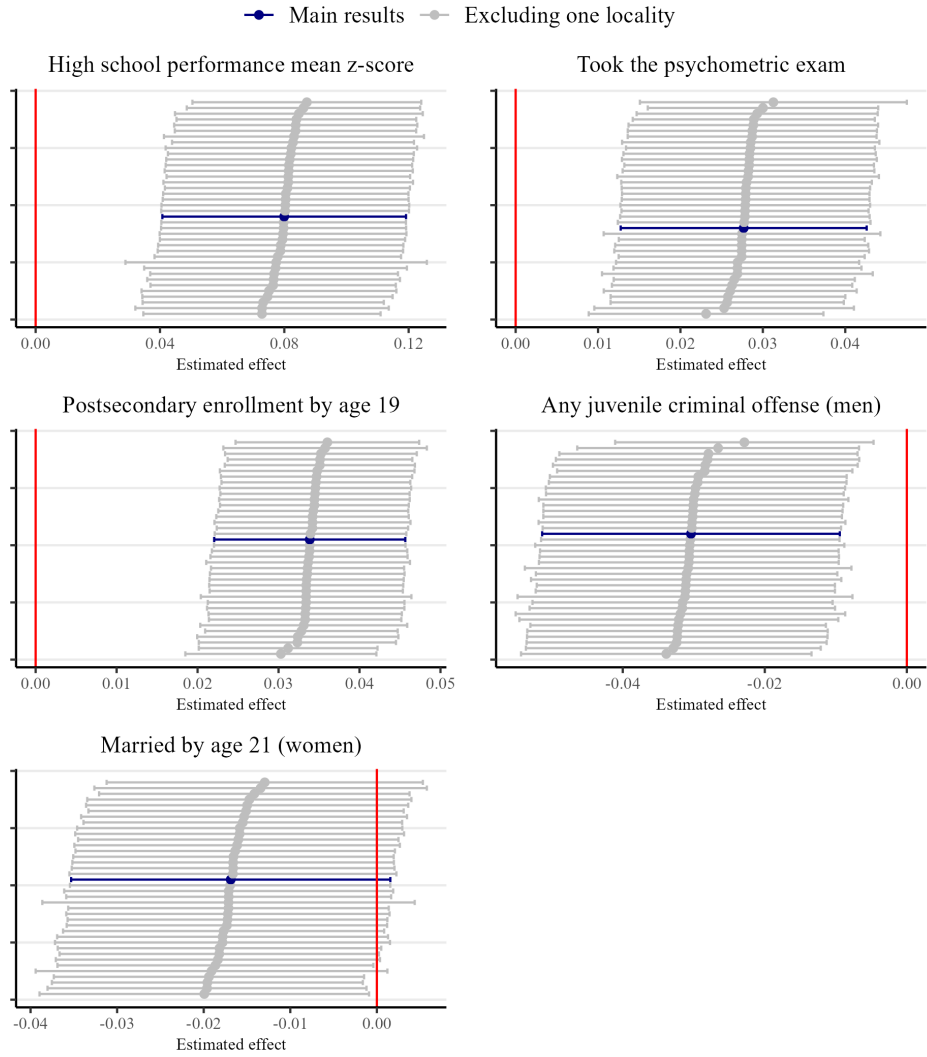 Main results Excluding one locality
High school performance mean z-score
0.00 0.04 0.08 0.12
Estimated effect
Took the psychometric exam
0.00 0.01 0.02 0.03 0.04
Estimated effect
Postsecondary enrollment by age 19
0.00 0.01 0.02 0.03 0.04 0.05
Estimated effect
Any juvenile criminal offense (men)
-0.04 -0.02 0.00
Estimated effect
Married by age 21 (women)
-0.04 -0.03 -0.02 -0.01 0.00
Estimated effect